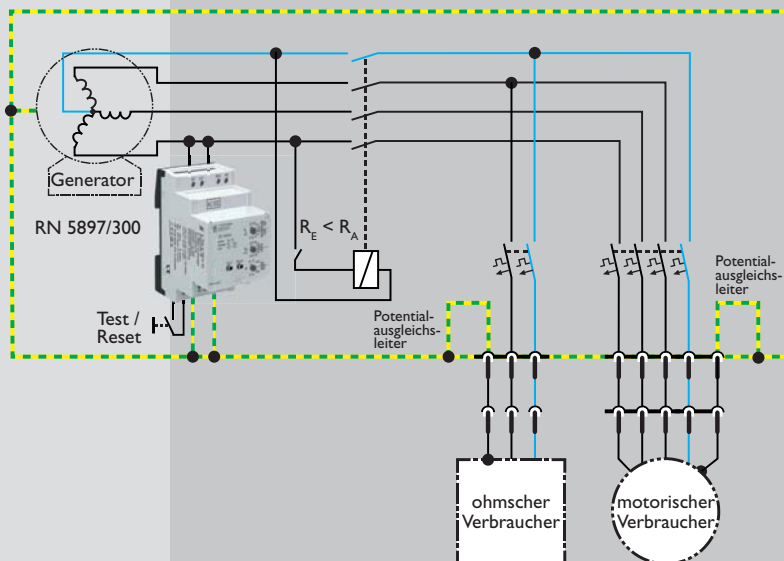 Generator
RN 5897/300
R_E < R_A
Test /
Reset
Potential-
ausgleichs-
leiter
Potential-
ausgleichs-
leiter
ohmscher
Verbraucher
motorischer
Verbraucher